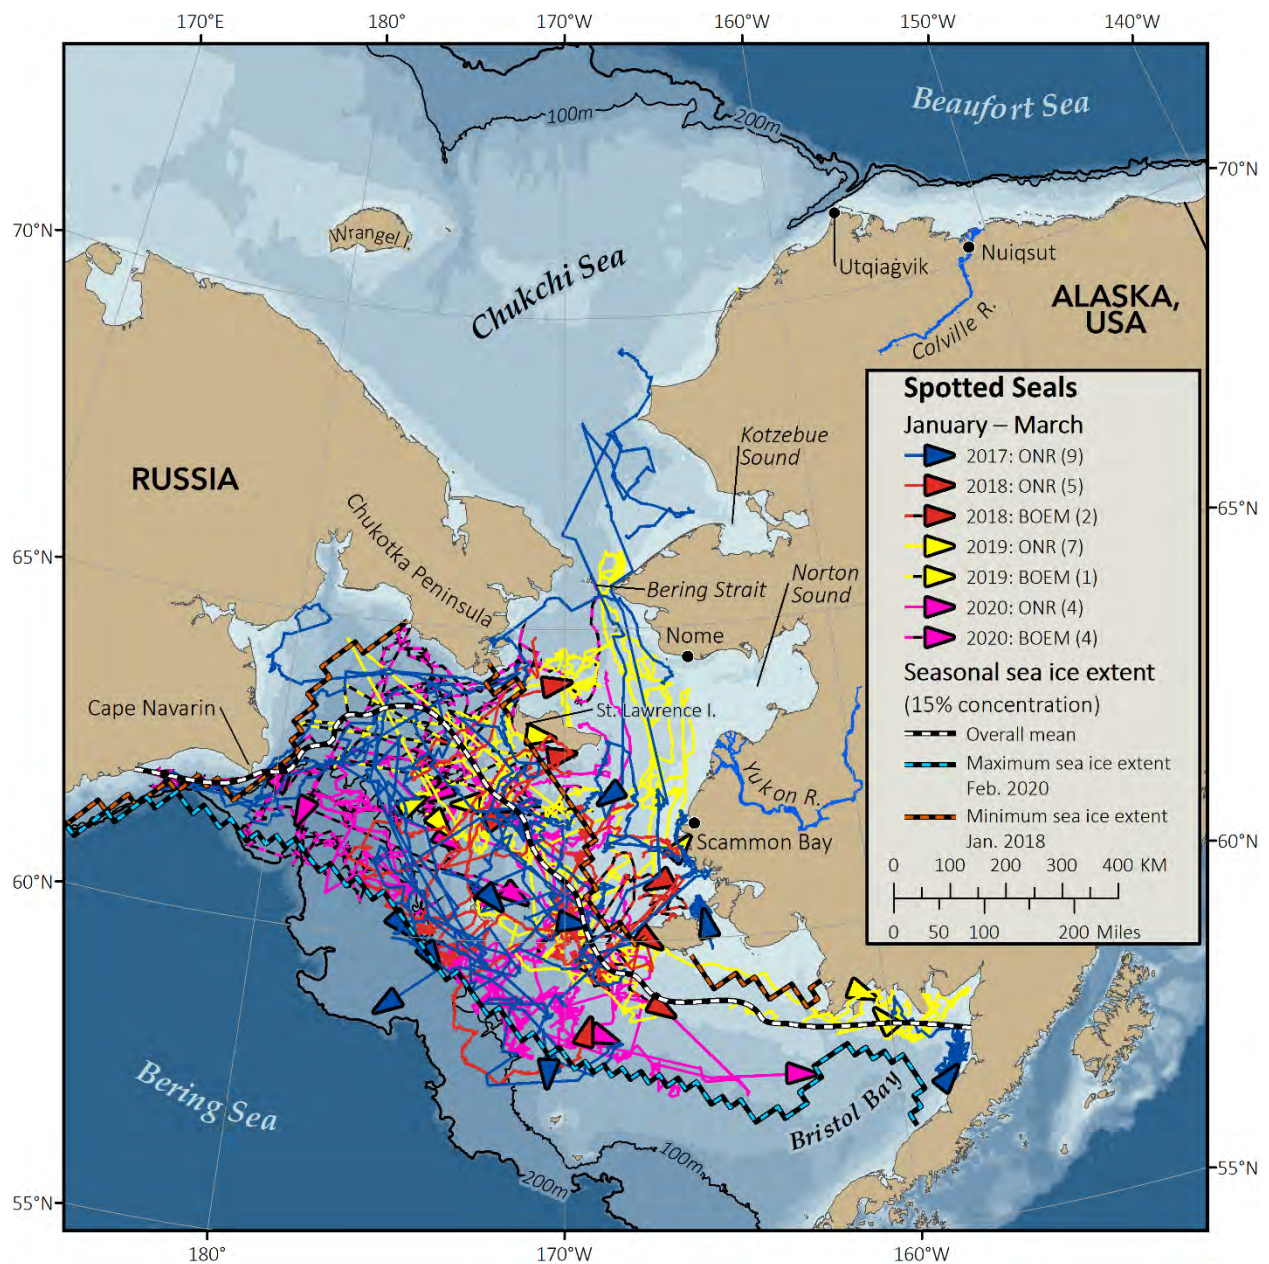 170°E
180°
170°W
160°W
150°W
140°W
Beaufort Sea
100m
200m
70°N
70°N
Wrangel I.
Utqiaġvik
Nuiqsut
Chukchi Sea
ALASKA,
USA
Colville R.
RUSSIA
Kotzebue
Sound
65°N
65°N
Chukotka Peninsula
Bering Strait
Norton
Sound
Nome
Cape Navarin
St. Lawrence I.
Yukon R.
Scammon Bay
60°N
60°N
Spotted Seals
January – March
2017: ONR (9)
2018: ONR (5)
2018: BOEM (2)
2019: ONR (7)
2019: BOEM (1)
2020: ONR (4)
2020: BOEM (4)
Seasonal sea ice extent
(15% concentration)
Overall mean
Maximum sea ice extent
Feb. 2020
Minimum sea ice extent
Jan. 2018
0 100 200 300 400 KM
0 50 100 200 Miles
Bering Sea
Bristol Bay
100m
200m
55°N
55°N
180°
170°W
160°W